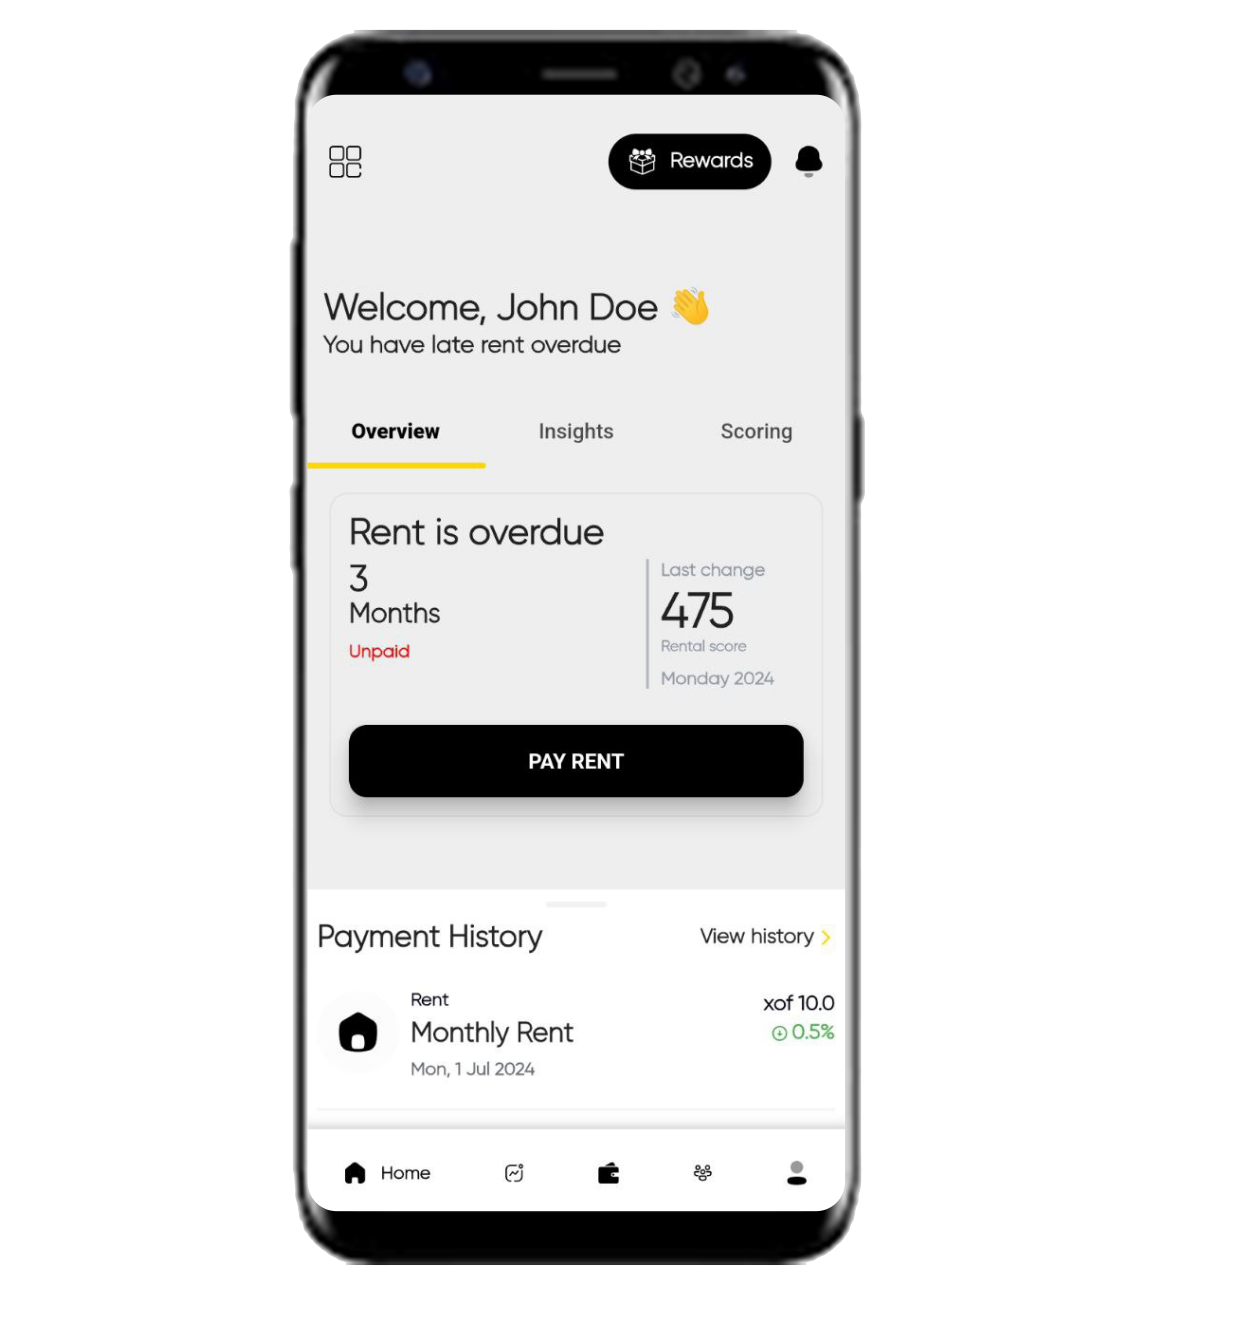 Rewards
Welcome, John Doe 👋
You have late rent overdue
Overview
Insights
Scoring
Rent is overdue
3
Months
Unpaid
Last change
475
Rental score
Monday 2024
PAY RENT
Payment History
View history
Rent
Monthly Rent
Mon, 1 Jul 2024
xof 10.0
0.5%
Home